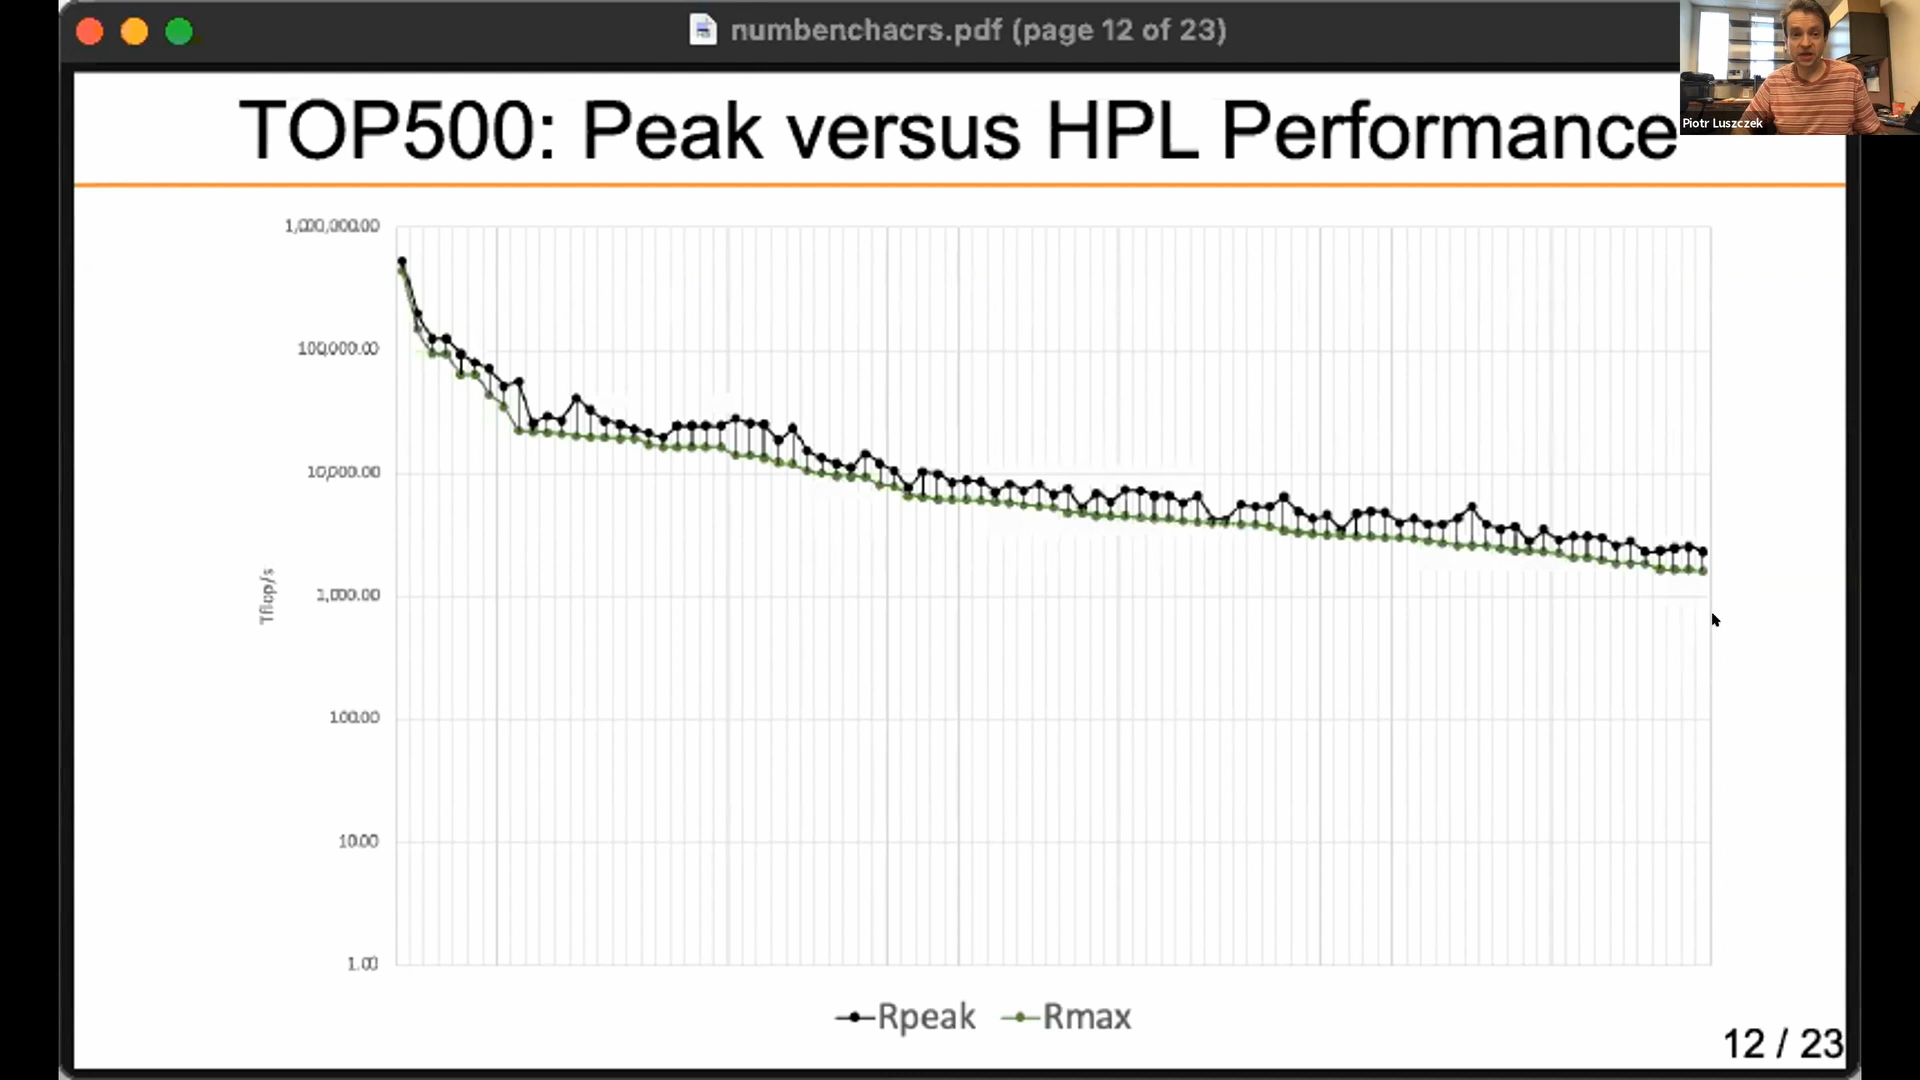 numbenchacrs.pdf (page 12 of 23)
Piotr Luszczek
TOP500: Peak versus HPL Performance
1,000,000.00
100,000.00
10,000.00
1,000.00
100.00
10.00
1.00
Tflop/s
Rpeak Rmax
12 / 23